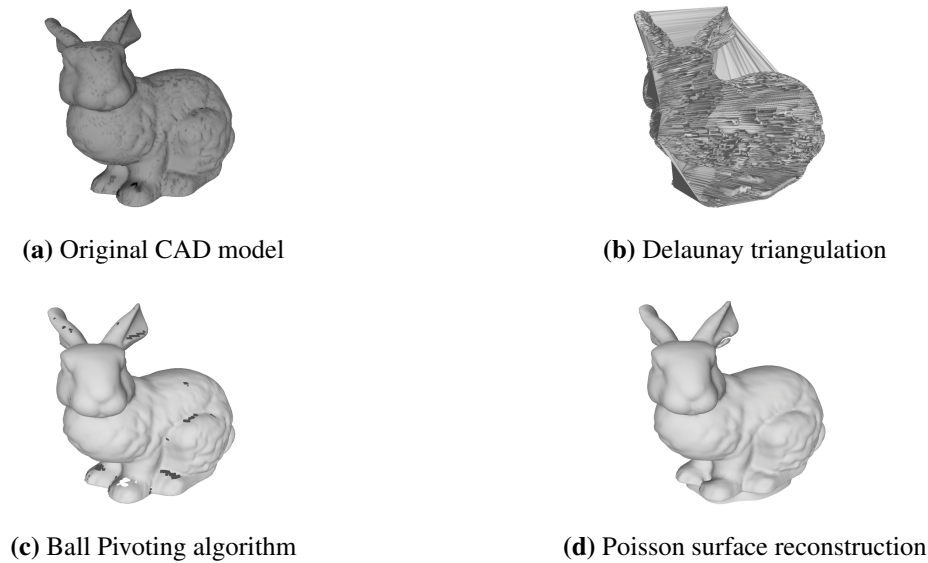 (a) Original CAD model
(b) Delaunay triangulation
(c) Ball Pivoting algorithm
(d) Poisson surface reconstruction